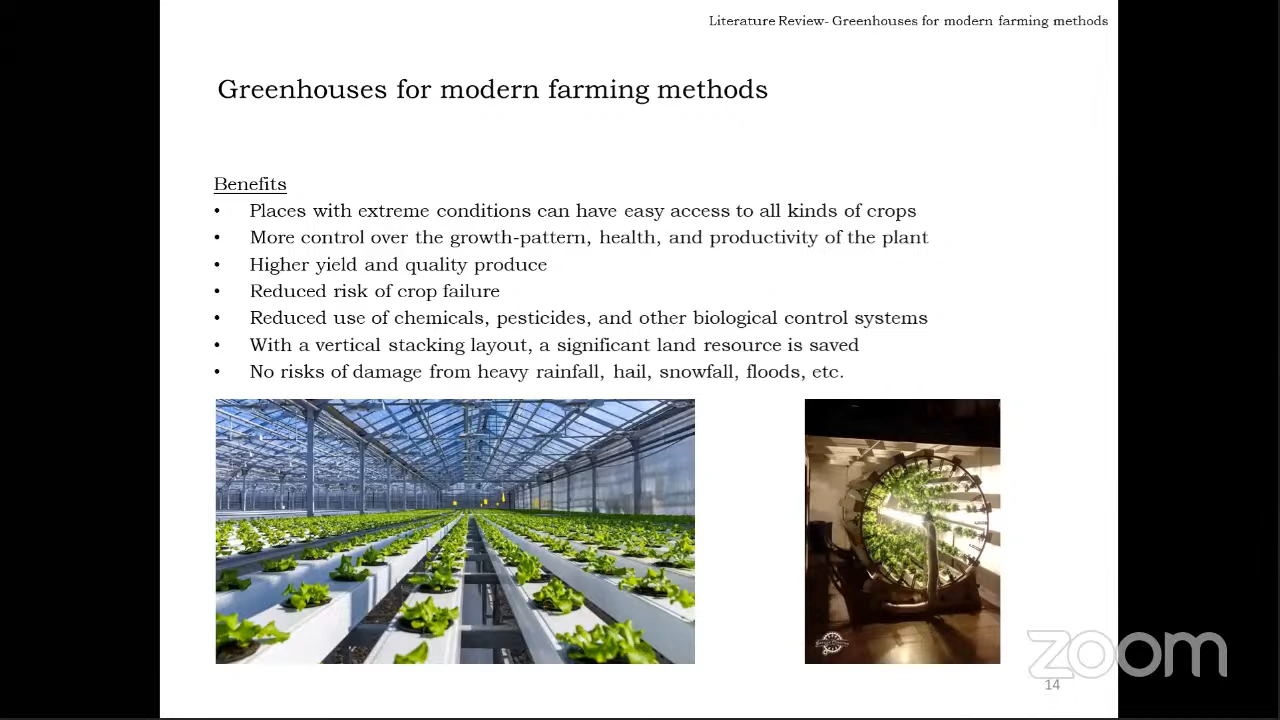 Literature Review- Greenhouses for modern farming methods
Greenhouses for modern farming methods
Benefits
• Places with extreme conditions can have easy access to all kinds of crops
• More control over the growth-pattern, health, and productivity of the plant
• Higher yield and quality produce
• Reduced risk of crop failure
• Reduced use of chemicals, pesticides, and other biological control systems
• With a vertical stacking layout, a significant land resource is saved
• No risks of damage from heavy rainfall, hail, snowfall, floods, etc.
zoom
14